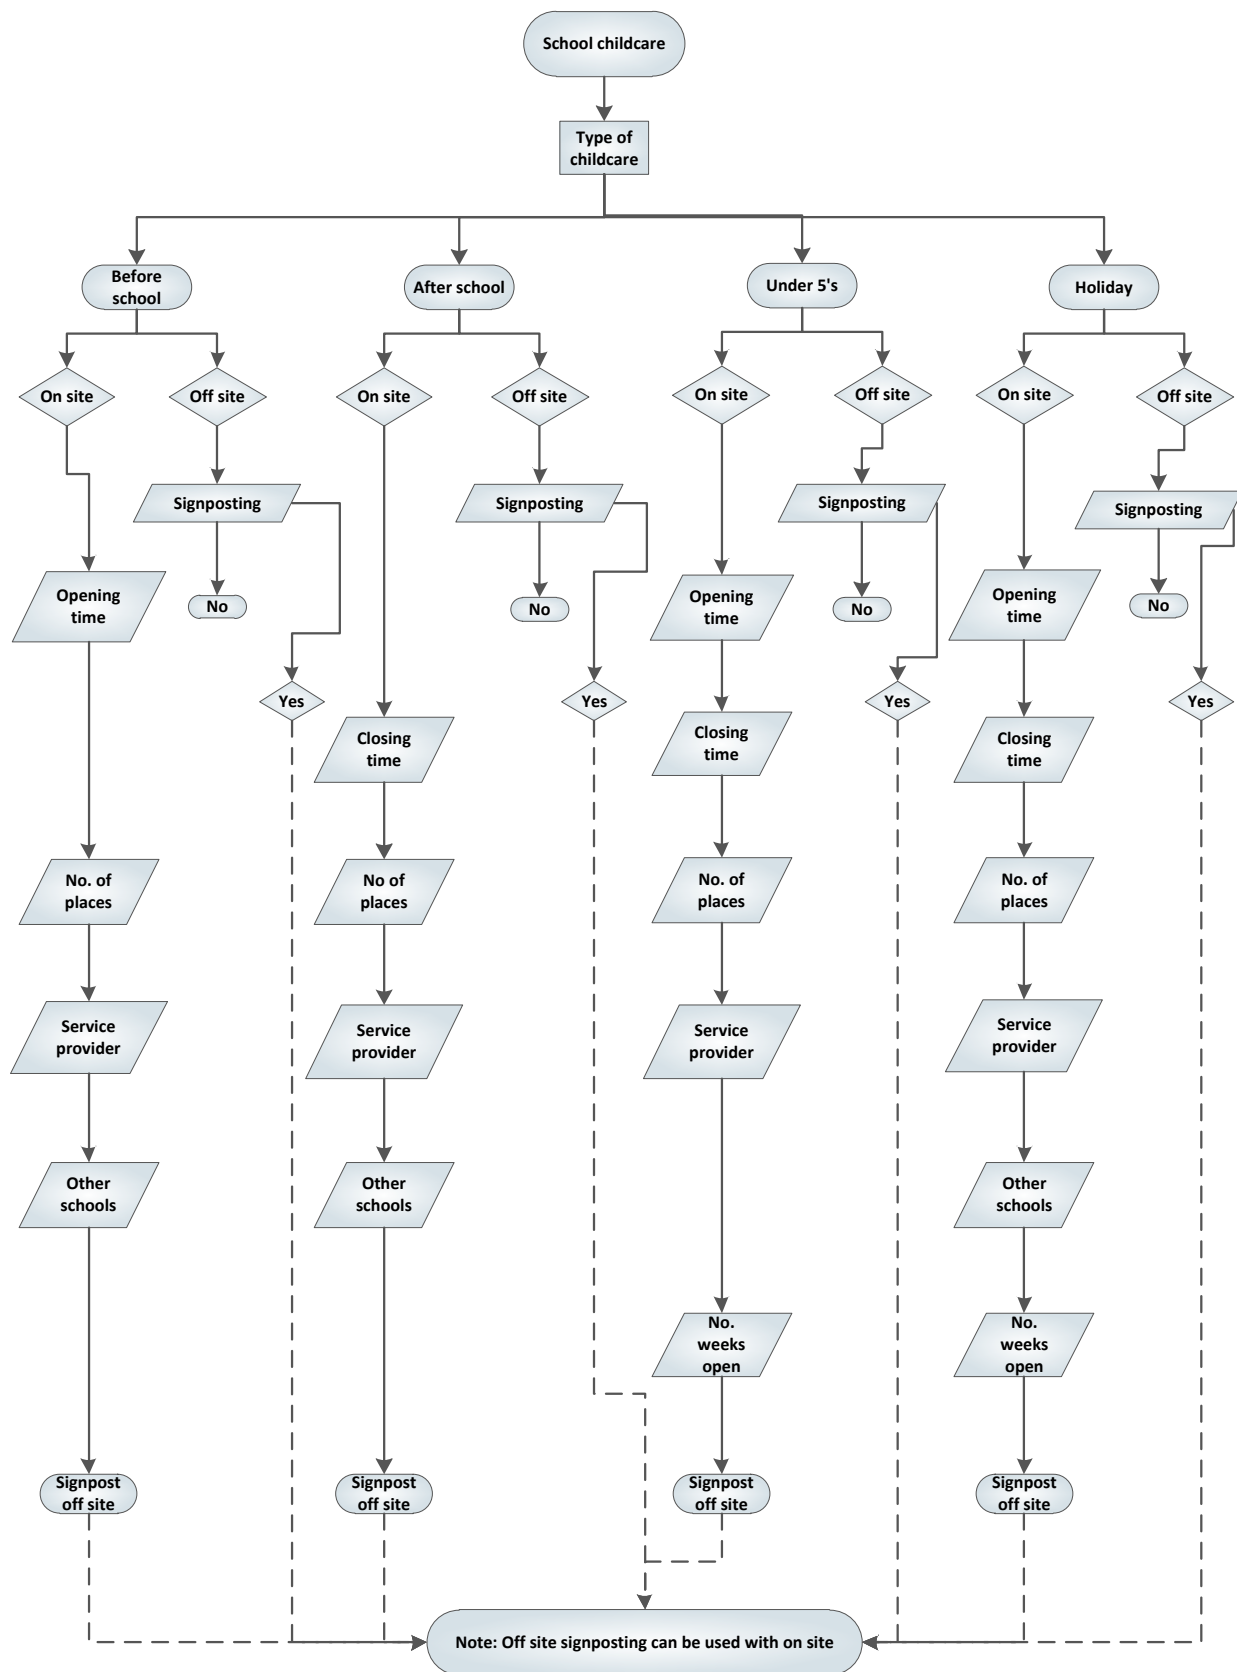 School childcare
Type of
childcare
Before
school
After school
Under 5's
Holiday
On site
Off site
On site
Off site
On site
Off site
On site
Off site
Signposting
Signposting
Signposting
Signposting
Opening
time
No
No
Opening
time
No
Opening
time
No
Yes
Yes
Yes
Yes
Closing
time
Closing
time
Closing
time
No. of
places
No of
places
No. of
places
No. of
places
Service
provider
Service
provider
Service
provider
Service
provider
Other
schools
Other
schools
Other
schools
No.
weeks
open
No.
weeks
open
Signpost
off site
Signpost
off site
Signpost
off site
Signpost
off site
Note: Off site signposting can be used with on site